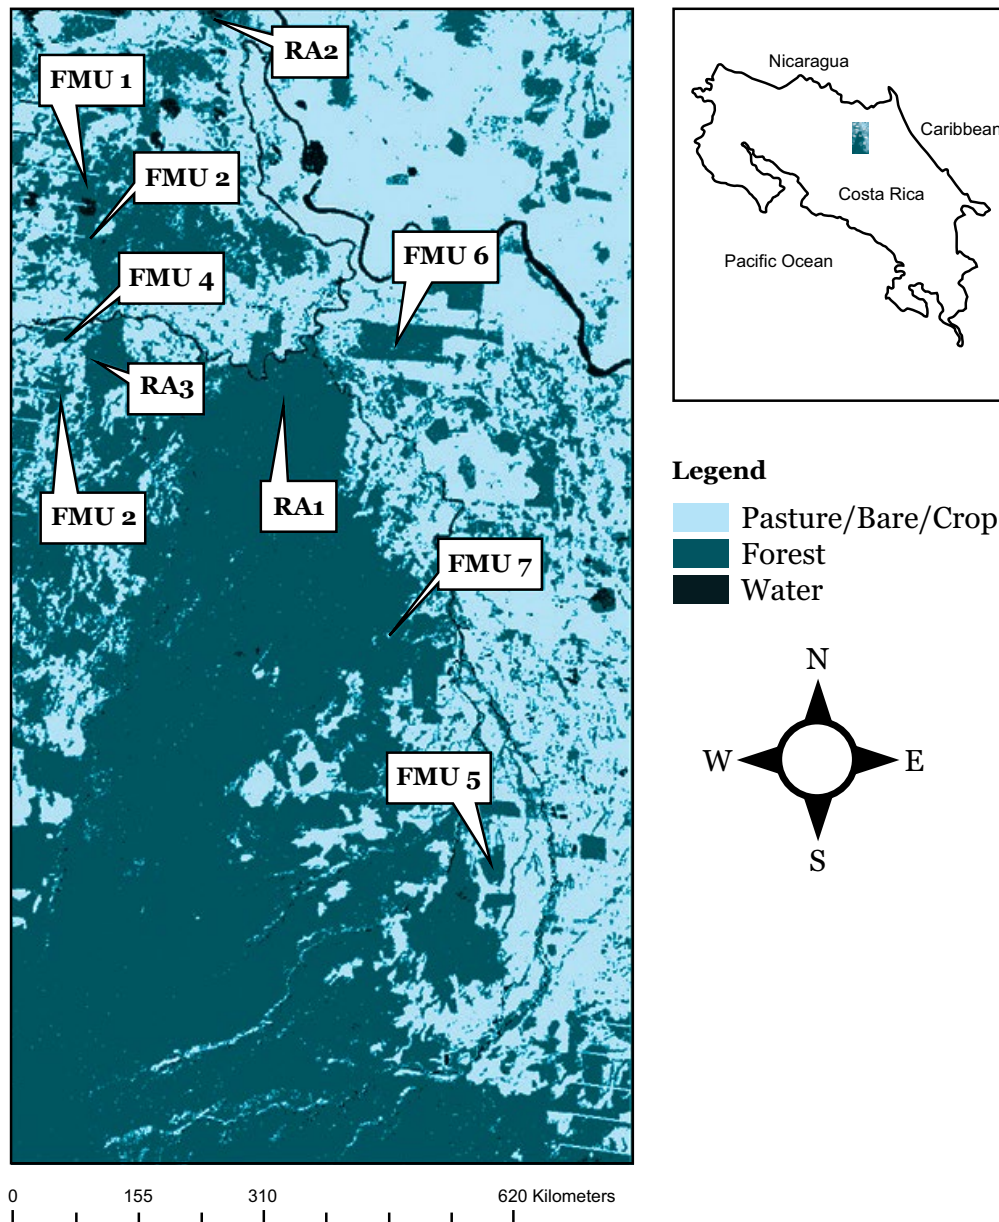 RA2
FMU 1
FMU 2
FMU 4
FMU 6
RA3
FMU 2
RA1
FMU 7
FMU 5
0 155 310 620 Kilometers
Nicaragua
Caribbean
Costa Rica
Pacific Ocean
Legend
Pasture/Bare/Crop
Forest
Water
N
W E
S